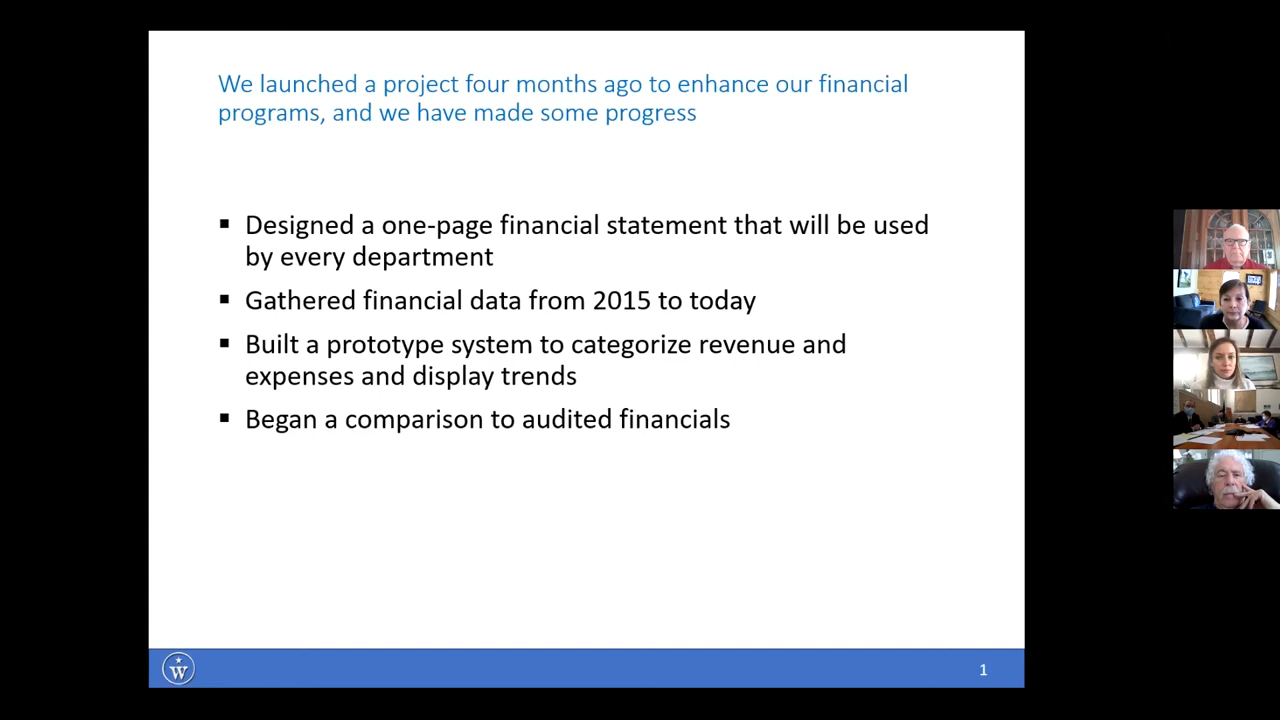 We launched a project four months ago to enhance our financial
programs, and we have made some progress
▪ Designed a one-page financial statement that will be used
by every department
▪ Gathered financial data from 2015 to today
▪ Built a prototype system to categorize revenue and
expenses and display trends
▪ Began a comparison to audited financials
W
1